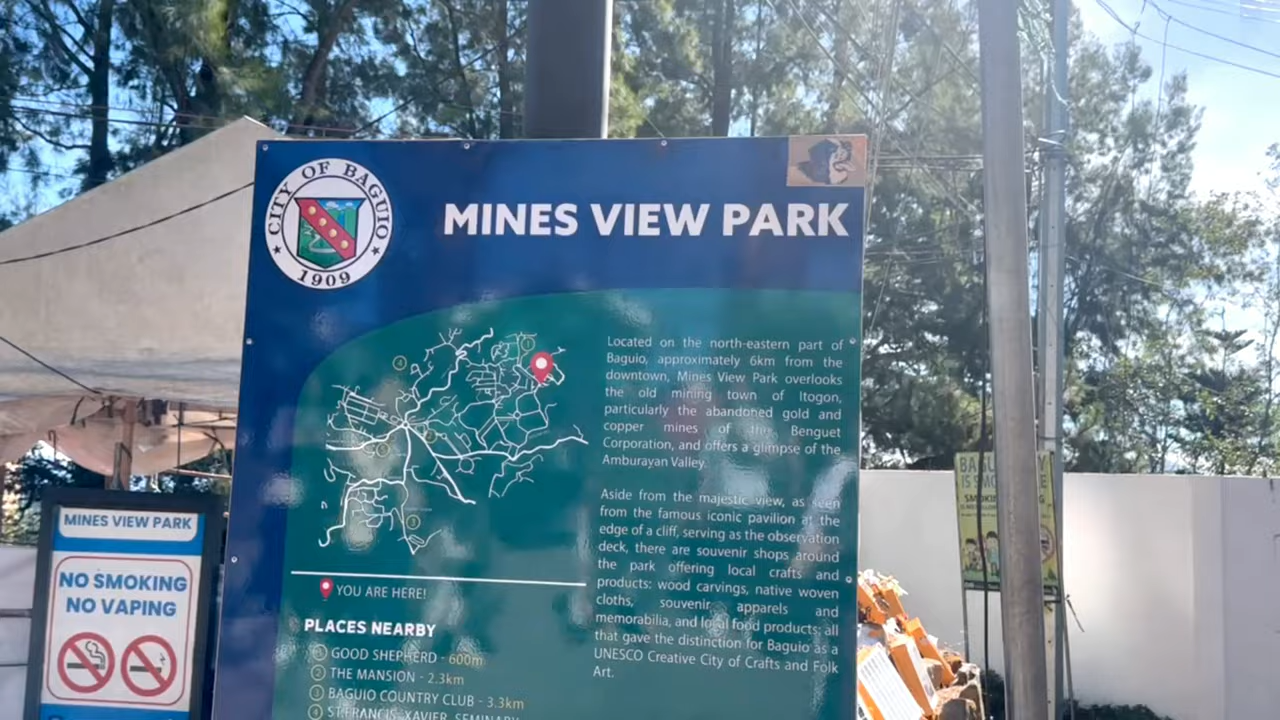 CITY OF BAGUIO
1909
MINES VIEW PARK
Located on the north-eastern part of
Baguio, approximately 6km from the
downtown, Mines View Park overlooks
the old mining town of Itogon,
particularly the abandoned gold and
copper mines of the Benguet
Corporation, and offers a glimpse of the
Amburayan Valley.
Aside from the majestic view, as seen
from the famous iconic pavilion at the
edge of a cliff, serving as the observation
deck, there are souvenir shops around
the park offering local crafts and
products: wood carvings, native woven
cloths, souvenir apparels and
memorabilia, and local food products; all
that gave the distinction for Baguio as a
UNESCO Creative City of Crafts and Folk
Art.
YOU ARE HERE!
PLACES NEARBY
1 GOOD SHEPHERD - 600m
2 THE MANSION - 2.3km
3 BAGUIO COUNTRY CLUB - 3.3km
4 ST. FRANCIS XAVIER SEMINARY
MINES VIEW PARK
NO SMOKING
NO VAPING